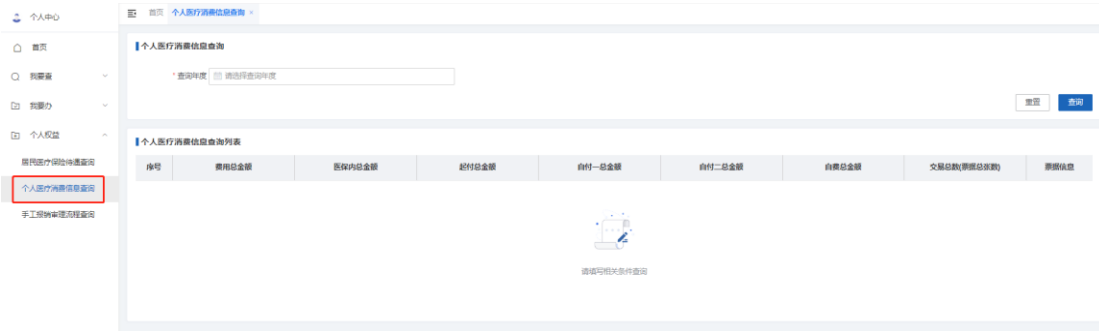 个人中心
首页 个人医疗消费信息查询 ×
首页
我要查
我要办
个人权益
居民医疗保险待遇查询
个人医疗消费信息查询
手工报销审理流程查询
个人医疗消费信息查询
* 查询年度 请选择查询年度
重置 查询
个人医疗消费信息查询列表
序号 费用总金额 医保内总金额 起付总金额 自付一总金额 自付二总金额 自费总金额 交易总数(票据总张数) 票据信息
请填写相关条件查询